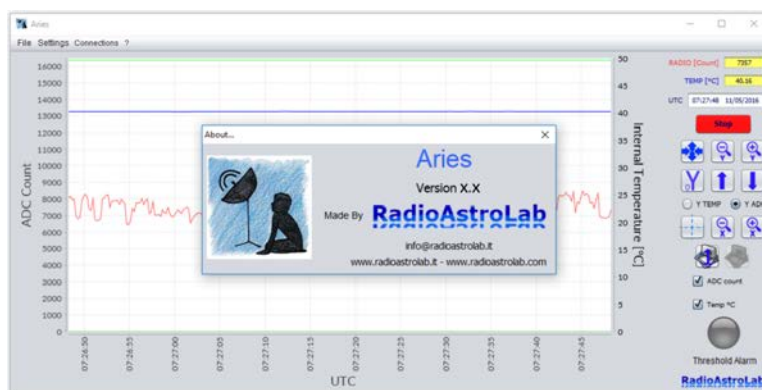 Aries
File Settings Connections ?
ADC Count
16000
15000
14000
13000
12000
11000
10000
9000
8000
7000
6000
5000
4000
3000
2000
1000
0
07:26:50
07:26:55
07:27:00
07:27:05
07:27:10
07:27:15
07:27:20
07:27:25
07:27:30
07:27:35
07:27:40
07:27:45
UTC
50
45
40
35
30
25
20
15
10
5
0
Internal Temperature [°C]
About...
Aries
Version X.X
Made By RadioAstroLab
info@radioastrolab.it
www.radioastrolab.it - www.radioastrolab.com
RADIO [Count] 7357
TEMP [°C] 40.16
UTC 07:27:48 11/05/2016
Stop
Y
Y
Y
Y TEMP Y ADC
X
X
ADC count
Temp °C
Threshold Alarm
RadioAstroLab